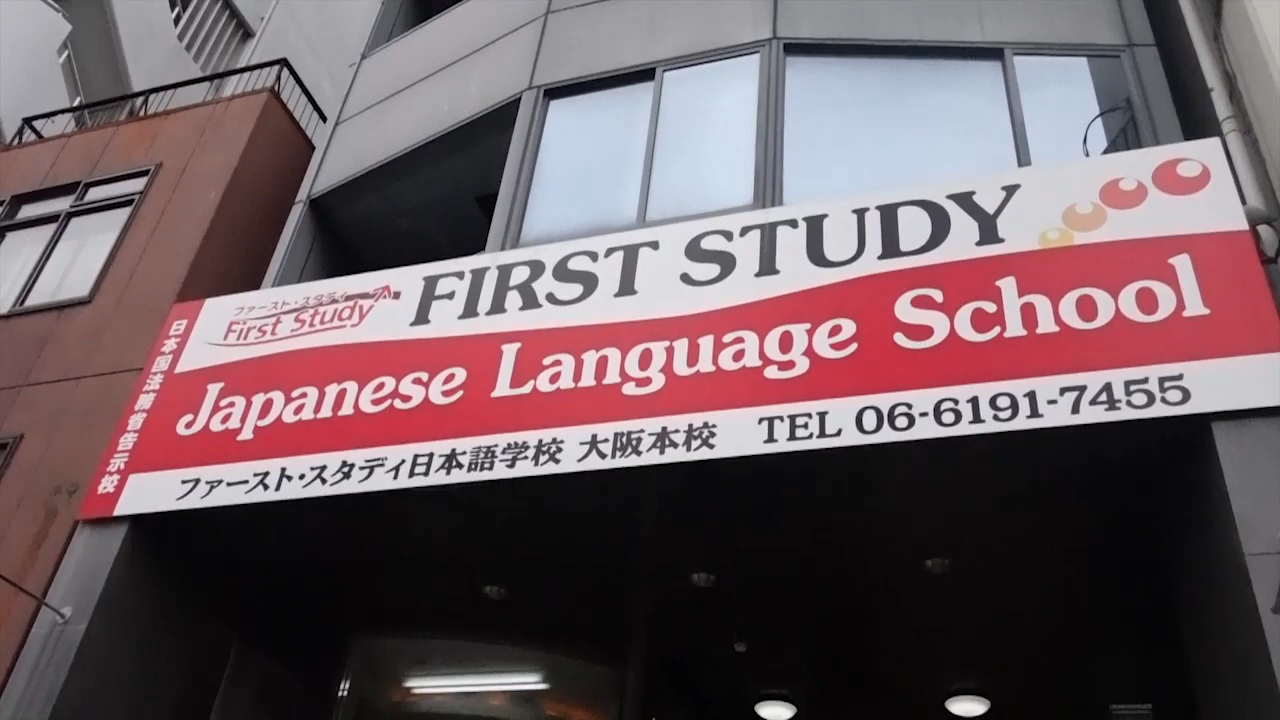 日本国法務省告示校
ファースト・スタディ
First Study
FIRST STUDY
Japanese Language School
ファースト・スタディ日本語学校 大阪本校 TEL 06-6191-7455